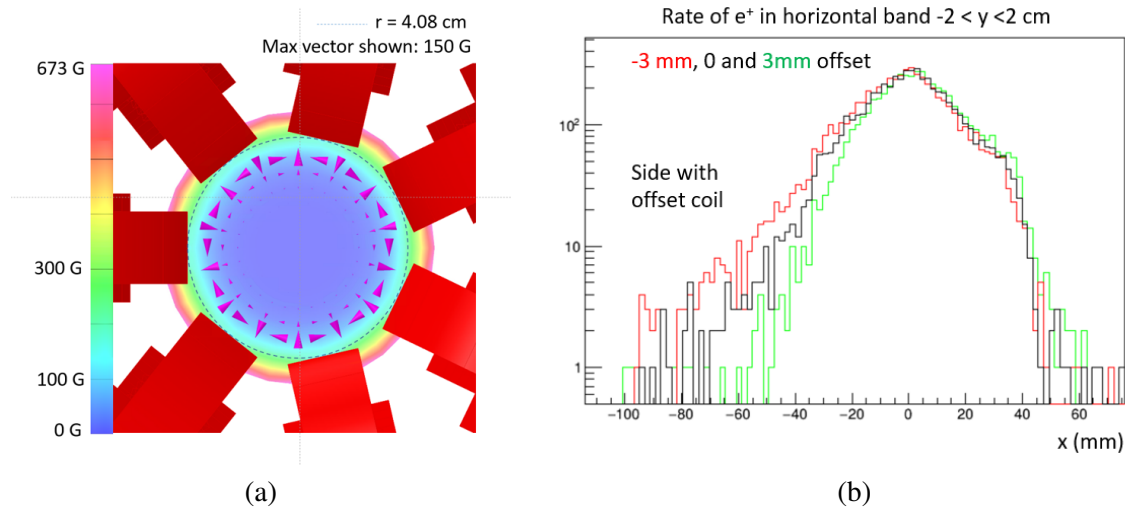 r = 4.08 cm
Max vector shown: 150 G
673 G
300 G
100 G
0 G
(a)
Rate of e⁺ in horizontal band -2 < y <2 cm
-3 mm, 0 and 3mm offset
Side with
offset coil
10²
10
1
−100 −80 −60 −40 −20 0 20 40 60
x (mm)
(b)